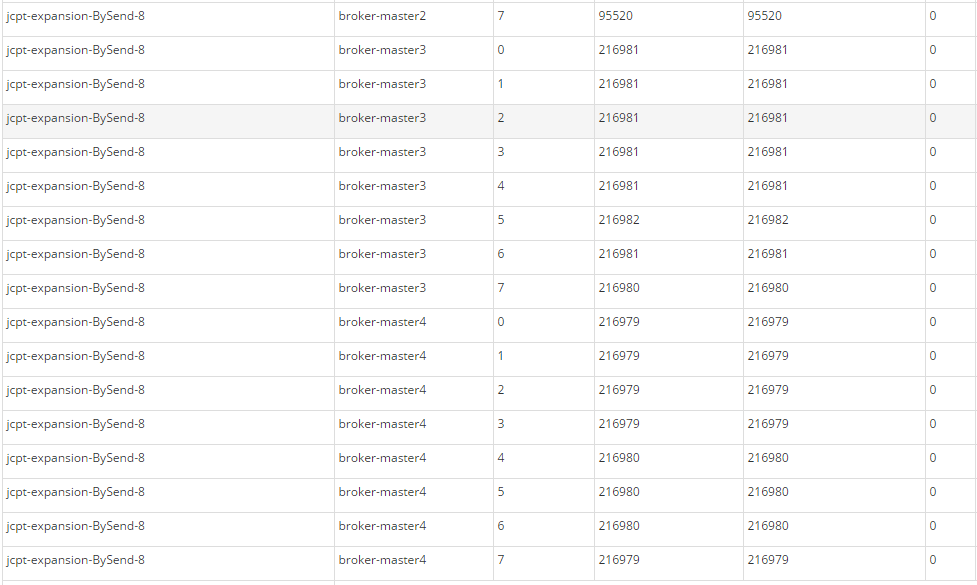 jcpt-expansion-BySend-8 broker-master2 7 95520 95520 0
jcpt-expansion-BySend-8 broker-master3 0 216981 216981 0
jcpt-expansion-BySend-8 broker-master3 1 216981 216981 0
jcpt-expansion-BySend-8 broker-master3 2 216981 216981 0
jcpt-expansion-BySend-8 broker-master3 3 216981 216981 0
jcpt-expansion-BySend-8 broker-master3 4 216981 216981 0
jcpt-expansion-BySend-8 broker-master3 5 216982 216982 0
jcpt-expansion-BySend-8 broker-master3 6 216981 216981 0
jcpt-expansion-BySend-8 broker-master3 7 216980 216980 0
jcpt-expansion-BySend-8 broker-master4 0 216979 216979 0
jcpt-expansion-BySend-8 broker-master4 1 216979 216979 0
jcpt-expansion-BySend-8 broker-master4 2 216979 216979 0
jcpt-expansion-BySend-8 broker-master4 3 216979 216979 0
jcpt-expansion-BySend-8 broker-master4 4 216980 216980 0
jcpt-expansion-BySend-8 broker-master4 5 216980 216980 0
jcpt-expansion-BySend-8 broker-master4 6 216980 216980 0
jcpt-expansion-BySend-8 broker-master4 7 216979 216979 0